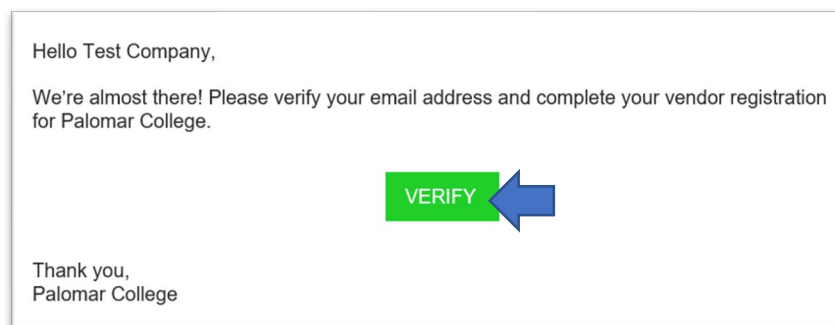 Hello Test Company,
We're almost there! Please verify your email address and complete your vendor registration
for Palomar College.
VERIFY
Thank you,
Palomar College